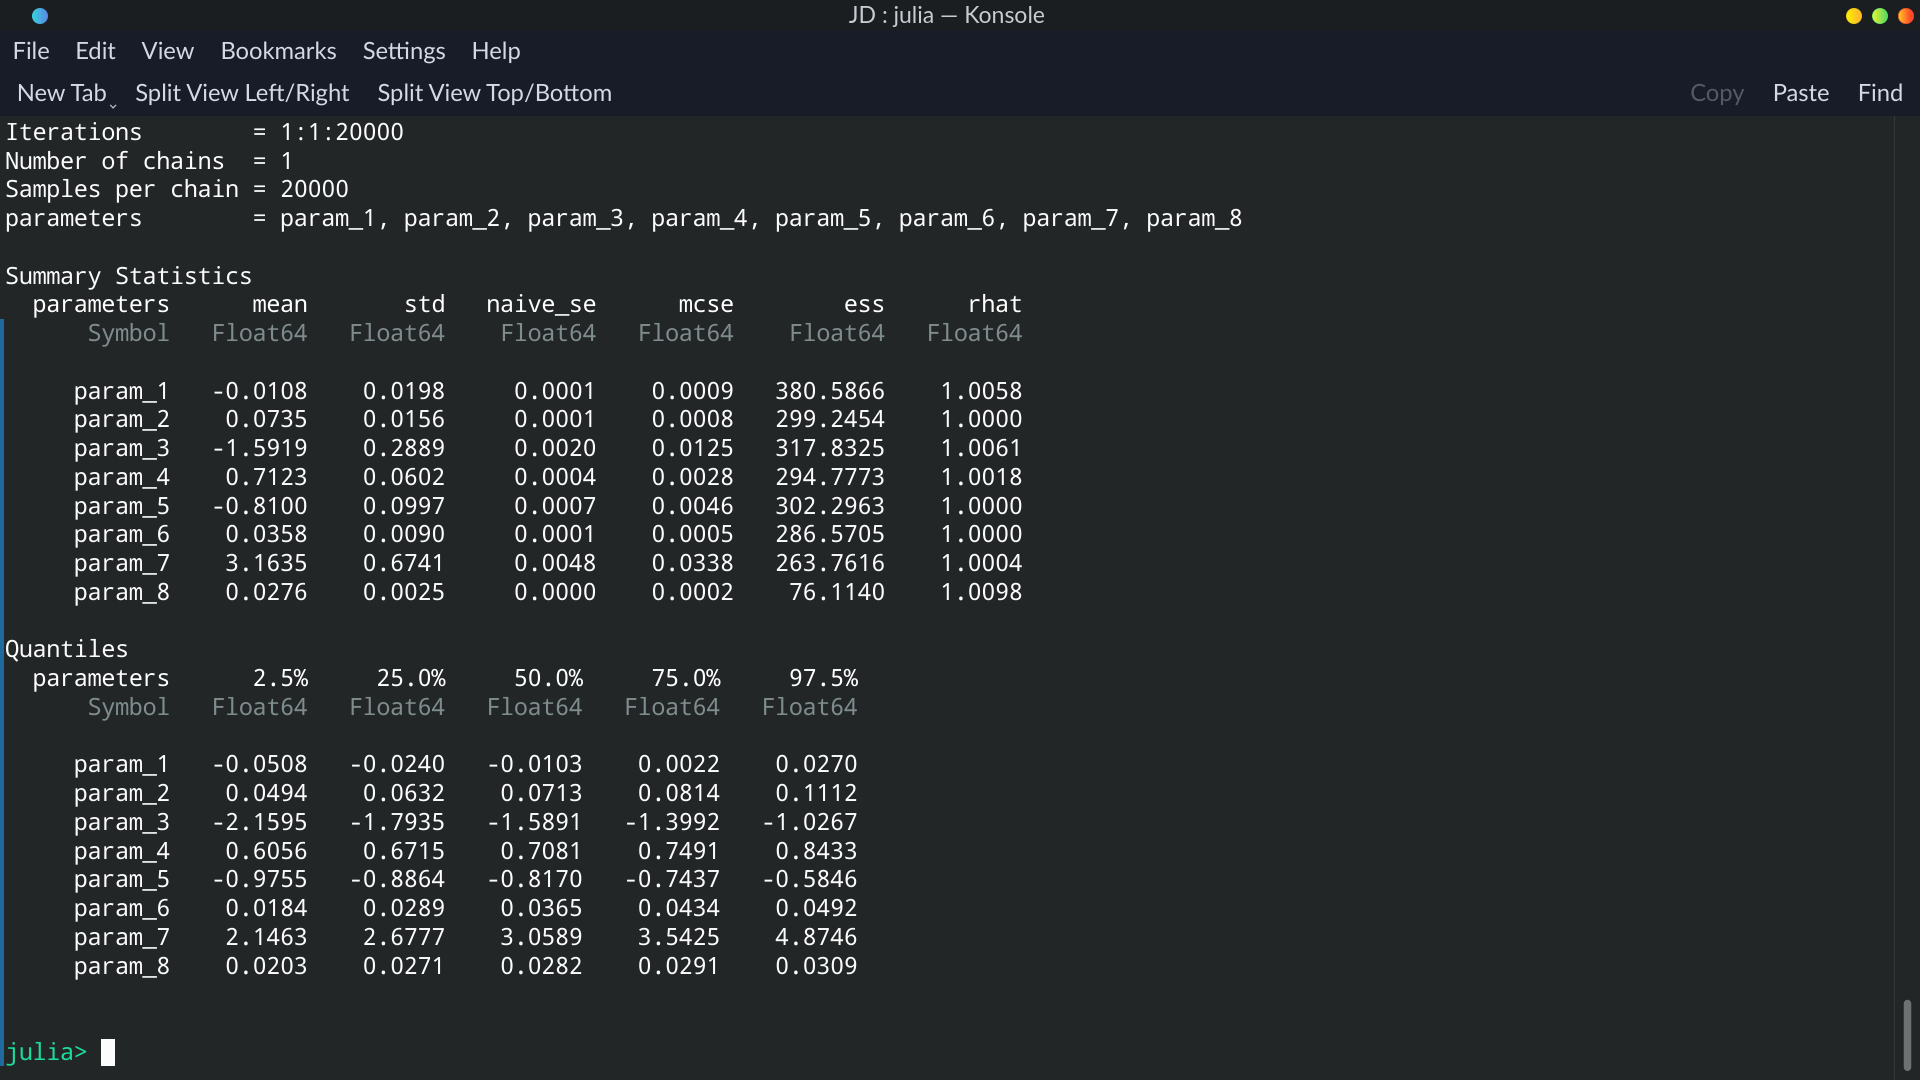 JD : julia — Konsole
File Edit View Bookmarks Settings Help
New Tab Split View Left/Right Split View Top/Bottom Copy Paste Find
Iterations        = 1:1:20000
Number of chains  = 1
Samples per chain = 20000
parameters        = param_1, param_2, param_3, param_4, param_5, param_6, param_7, param_8
Summary Statistics
  parameters      mean       std   naive_se      mcse        ess      rhat
      Symbol   Float64   Float64    Float64   Float64    Float64   Float64
     param_1   -0.0108    0.0198     0.0001    0.0009   380.5866    1.0058
     param_2    0.0735    0.0156     0.0001    0.0008   299.2454    1.0000
     param_3   -1.5919    0.2889     0.0020    0.0125   317.8325    1.0061
     param_4    0.7123    0.0602     0.0004    0.0028   294.7773    1.0018
     param_5   -0.8100    0.0997     0.0007    0.0046   302.2963    1.0000
     param_6    0.0358    0.0090     0.0001    0.0005   286.5705    1.0000
     param_7    3.1635    0.6741     0.0048    0.0338   263.7616    1.0004
     param_8    0.0276    0.0025     0.0000    0.0002    76.1140    1.0098
Quantiles
  parameters      2.5%     25.0%     50.0%     75.0%     97.5%
      Symbol   Float64   Float64   Float64   Float64   Float64
     param_1   -0.0508   -0.0240   -0.0103    0.0022    0.0270
     param_2    0.0494    0.0632    0.0713    0.0814    0.1112
     param_3   -2.1595   -1.7935   -1.5891   -1.3992   -1.0267
     param_4    0.6056    0.6715    0.7081    0.7491    0.8433
     param_5   -0.9755   -0.8864   -0.8170   -0.7437   -0.5846
     param_6    0.0184    0.0289    0.0365    0.0434    0.0492
     param_7    2.1463    2.6777    3.0589    3.5425    4.8746
     param_8    0.0203    0.0271    0.0282    0.0291    0.0309
julia>